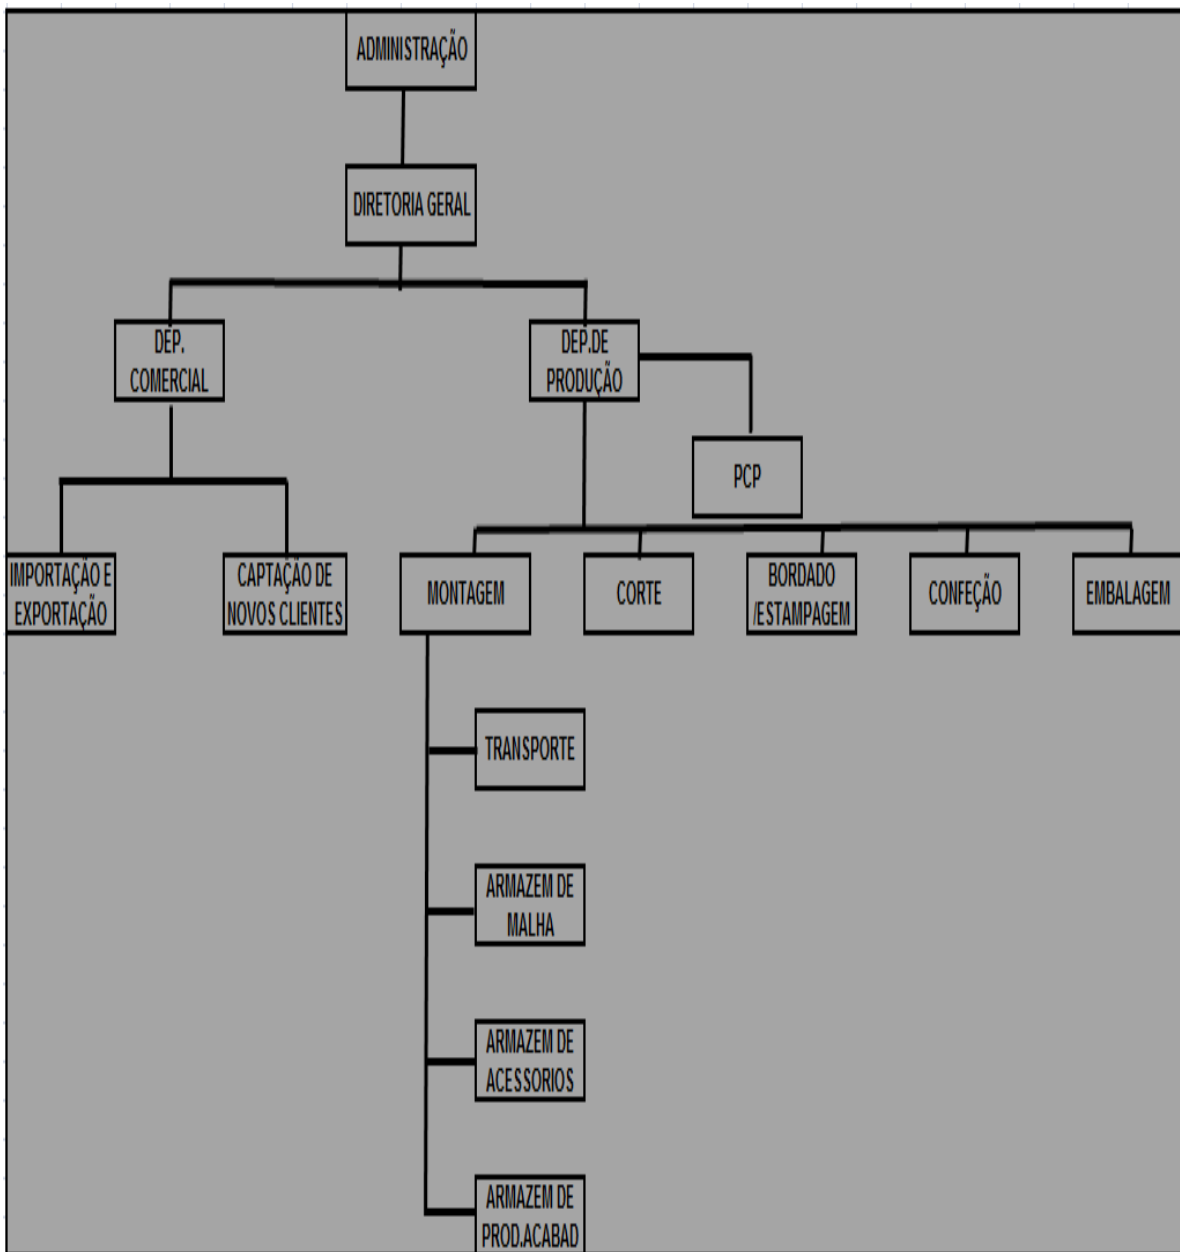 ADMINISTRAÇÃO
DIRETORIA GERAL
DEP.
COMERCIAL
DEP.DE
PRODUÇÃO
PCP
IMPORTAÇÃO E
EXPORTAÇÃO
CAPTAÇÃO DE
NOVOS CLIENTES
MONTAGEM
CORTE
BORDADO
/ESTAMPAGEM
CONFEÇÃO
EMBALAGEM
TRANSPORTE
ARMAZEM DE
MALHA
ARMAZEM DE
ACESSORIOS
ARMAZEM DE
PROD.ACABAD